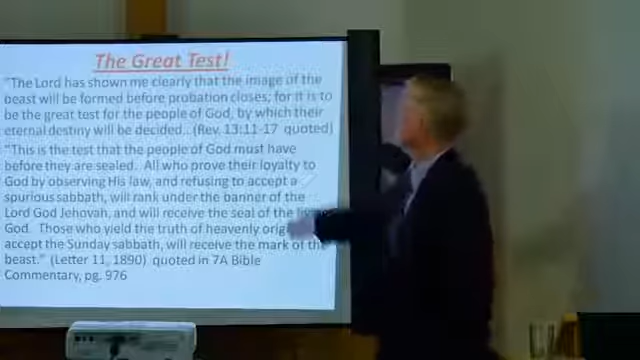 The Great Test!
"The Lord has shown me clearly that the image of the
beast will be formed before probation closes; for it is to
be the great test for the people of God, by which their
eternal destiny will be decided.. (Rev. 13:11-17 quoted)
"This is the test that the people of God must have
before they are sealed. All who prove their loyalty to
God by observing His law, and refusing to accept a
spurious sabbath, will rank under the banner of the
Lord God Jehovah, and will receive the seal of the
God. Those who yield the truth of heavenly
accept the Sunday sabbath, will receive the mark of the
beast." (Letter 11, 1890) quoted in 7A Bible
Commentary, pg. 976